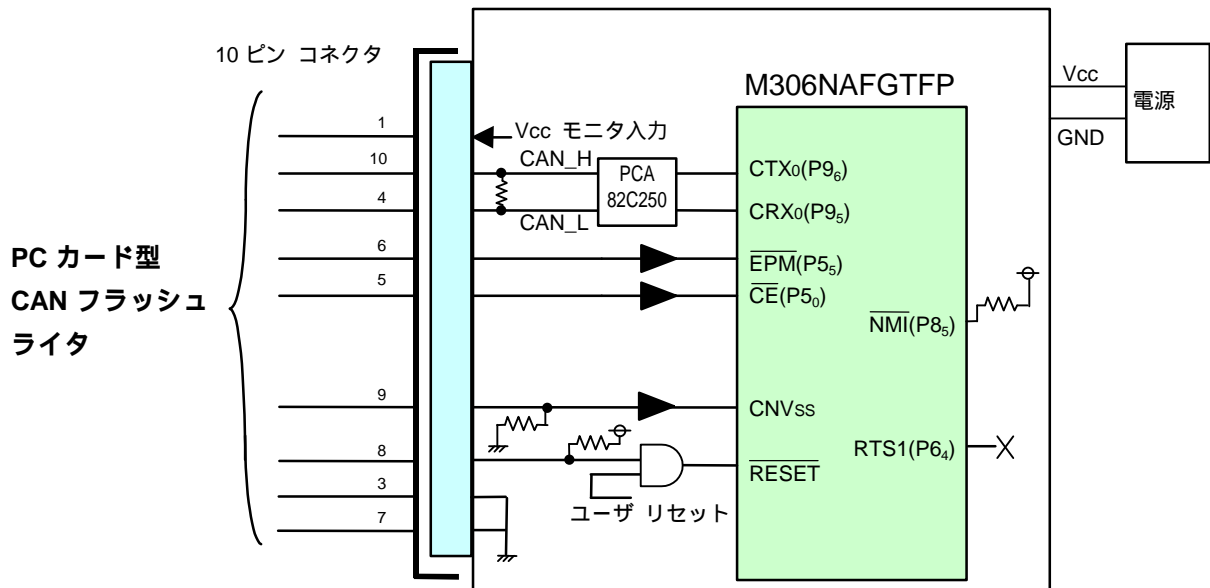 10 ピン コネクタ
M306NAFGTFP
Vcc
電源
GND
1
Vcc モニタ入力
10
CAN_H
PCA
82C250
CTX0(P96)
4
CAN_L
CRX0(P95)
PC カード型
CAN フラッシュ
ライタ
6
EPM(P55)
5
CE(P50)
NMI(P85)
9
CNVss
RTS1(P64)
8
RESET
3
ユーザ リセット
7